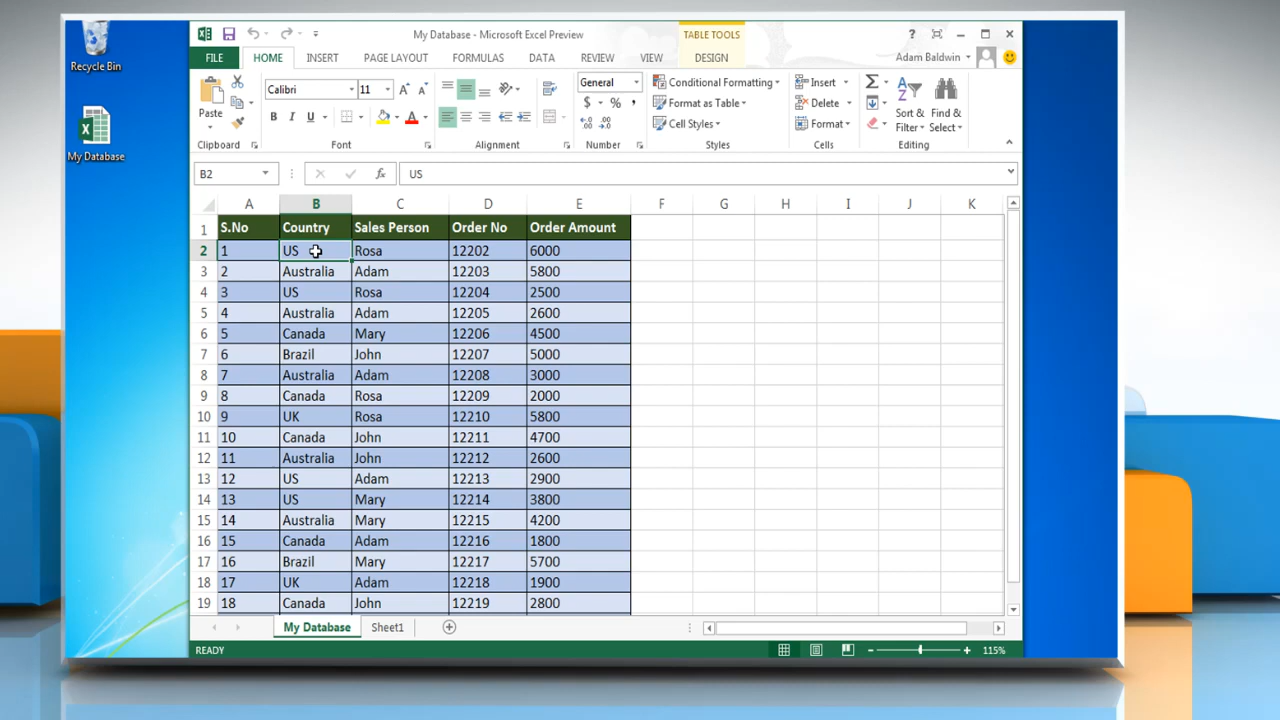 Recycle Bin
My Database
My Database - Microsoft Excel Preview
TABLE TOOLS
?
FILE HOME INSERT PAGE LAYOUT FORMULAS DATA REVIEW VIEW DESIGN
Adam Baldwin
Paste
Clipboard
Calibri 11 A A
B I U A
Font
Alignment
General
$ % ,
Number
Conditional Formatting
Format as Table
Cell Styles
Styles
Insert
Delete
Format
Cells
Sort & Filter
Find & Select
Editing
B2 fx US
A B C D E F G H I J K
1 S.No Country Sales Person Order No Order Amount
2 1 US Rosa 12202 6000
3 2 Australia Adam 12203 5800
4 3 US Rosa 12204 2500
5 4 Australia Adam 12205 2600
6 5 Canada Mary 12206 4500
7 6 Brazil John 12207 5000
8 7 Australia Adam 12208 3000
9 8 Canada Rosa 12209 2000
10 9 UK Rosa 12210 5800
11 10 Canada John 12211 4700
12 11 Australia John 12212 2600
13 12 US Adam 12213 2900
14 13 US Mary 12214 3800
15 14 Australia Mary 12215 4200
16 15 Canada Adam 12216 1800
17 16 Brazil Mary 12217 5700
18 17 UK Adam 12218 1900
19 18 Canada John 12219 2800
My Database Sheet1
READY 115%